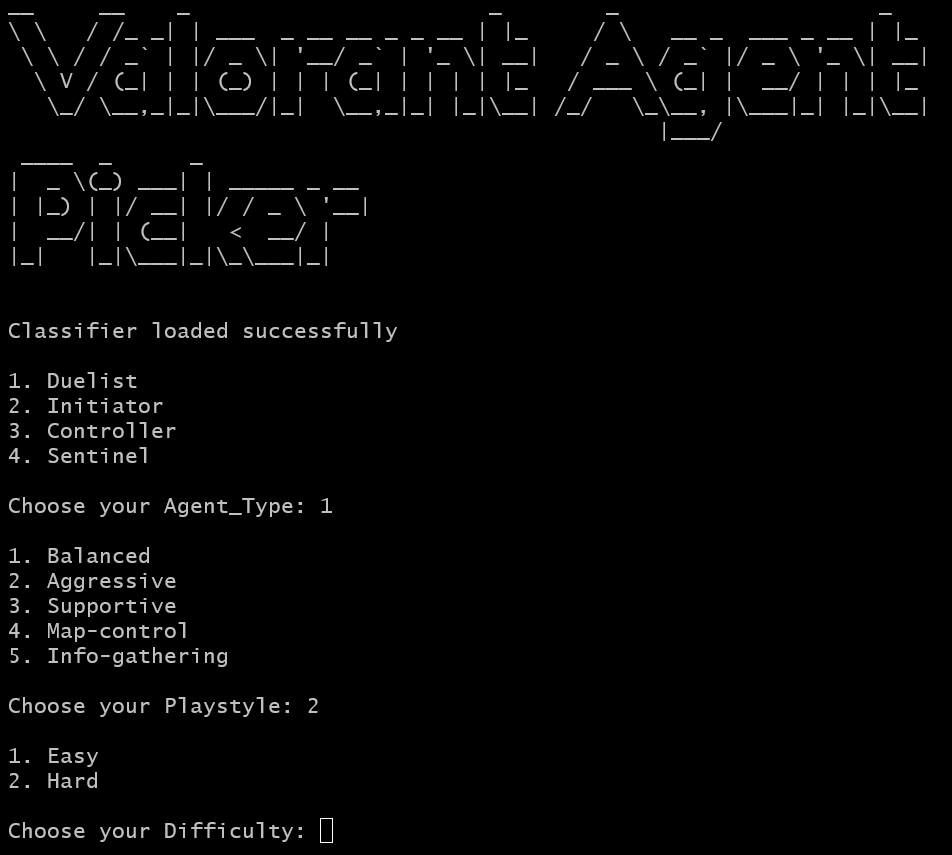 Valorant Agent
Picker
Classifier loaded successfully
1. Duelist
2. Initiator
3. Controller
4. Sentinel
Choose your Agent_Type: 1
1. Balanced
2. Aggressive
3. Supportive
4. Map-control
5. Info-gathering
Choose your Playstyle: 2
1. Easy
2. Hard
Choose your Difficulty: